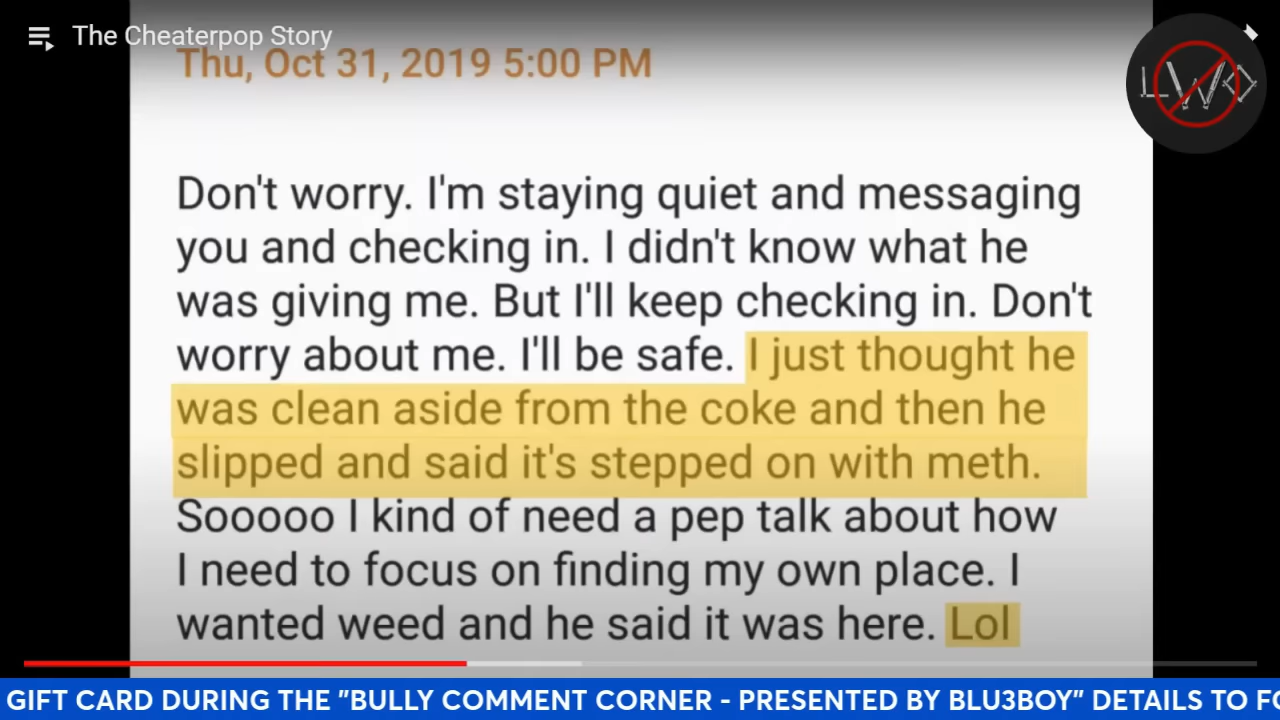 The Cheaterpop Story
LWO
Thu, Oct 31, 2019 5:00 PM
Don't worry. I'm staying quiet and messaging
you and checking in. I didn't know what he
was giving me. But I'll keep checking in. Don't
worry about me. I'll be safe. I just thought he
was clean aside from the coke and then he
slipped and said it's stepped on with meth.
Sooooo I kind of need a pep talk about how
I need to focus on finding my own place. I
wanted weed and he said it was here. Lol
GIFT CARD DURING THE "BULLY COMMENT CORNER - PRESENTED BY BLU3BOY" DETAILS TO